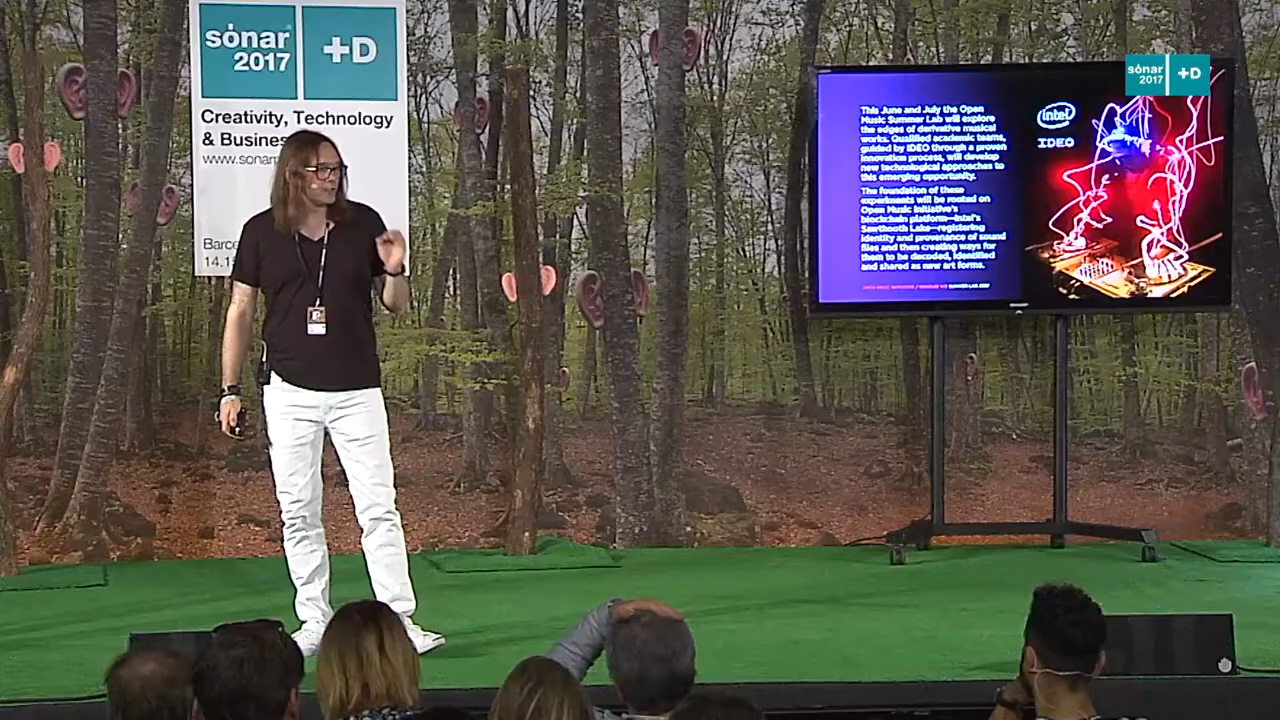 sónar
2017
+D
Creativity, Technology
& Busines
www.sonar
Barce
14.1
This June and July the Open
Music Summer Lab will explore
the edges of derivative musical
works. Qualified academic teams,
guided by IDEO through a proven
innovation process, will develop
new technological approaches to
this emerging opportunity.
The foundation of these
experiments will be rooted on
Open Music Initiative's
blockchain platform—Intel's
Sawthooth Lake—registering
identity and provenance of sound
files and then creating ways for
them to be decoded, identified
and shared as new art forms.
intel
IDEO
sónar
2017
+D